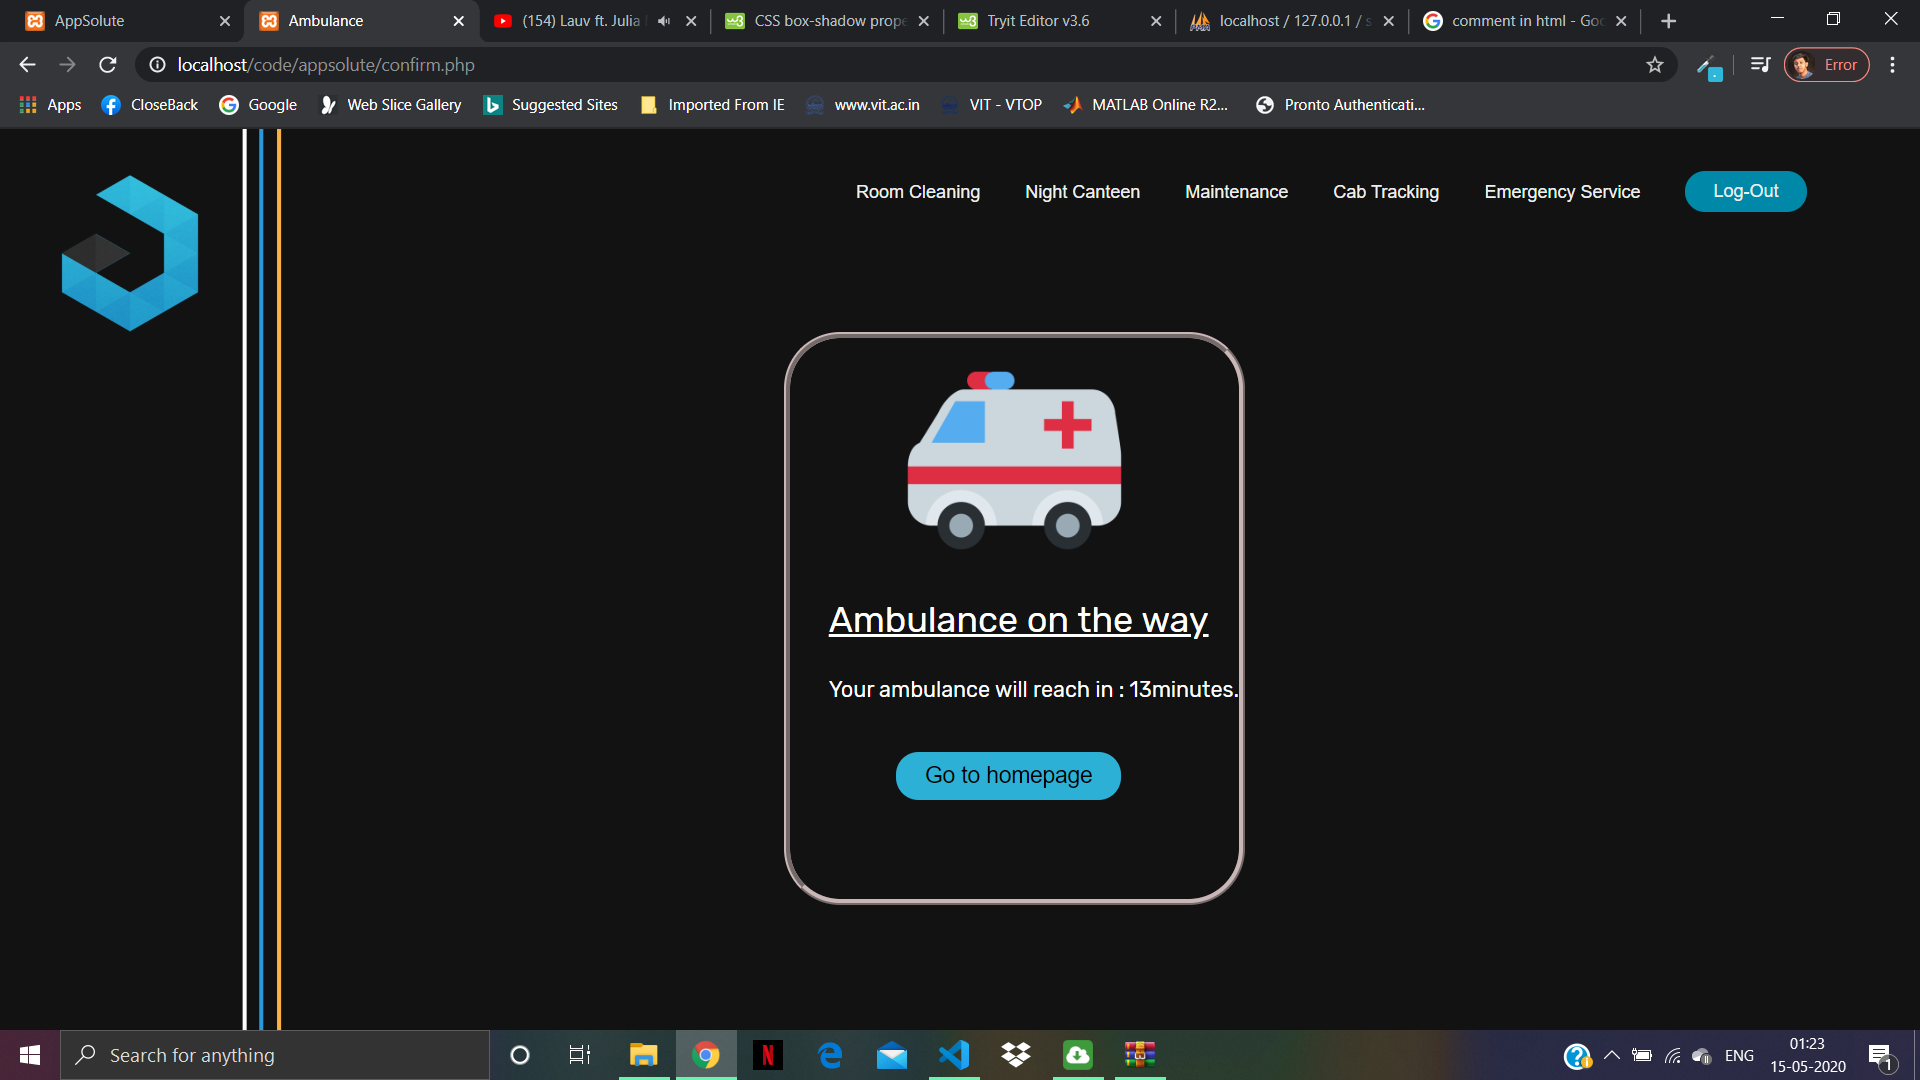 AppSolute
Ambulance
(154) Lauv ft. Julia
CSS box-shadow prope
Tryit Editor v3.6
localhost / 127.0.0.1 / s
comment in html - Goo
localhost/code/appsolute/confirm.php
Error
Apps
CloseBack
Google
Web Slice Gallery
Suggested Sites
Imported From IE
www.vit.ac.in
VIT - VTOP
MATLAB Online R2...
Pronto Authenticati...
Room Cleaning
Night Canteen
Maintenance
Cab Tracking
Emergency Service
Log-Out
Ambulance on the way
Your ambulance will reach in : 13minutes.
Go to homepage
Search for anything
ENG
01:23
15-05-2020
1